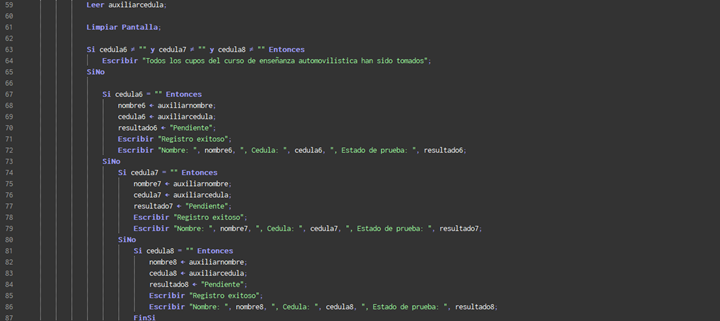 59 Leer auxiliarcedula;
60
61 Limpiar Pantalla;
62
63 Si cedula6 ≠ "" y cedula7 ≠ "" y cedula8 ≠ "" Entonces
64 Escribir "Todos los cupos del curso de enseñanza automovilística han sido tomados";
65 SiNo
66
67 Si cedula6 = "" Entonces
68 nombre6 ← auxiliarnombre;
69 cedula6 ← auxiliarcedula;
70 resultado6 ← "Pendiente";
71 Escribir "Registro exitoso";
72 Escribir "Nombre: ", nombre6, ", Cedula: ", cedula6, ", Estado de prueba: ", resultado6;
73 SiNo
74 Si cedula7 = "" Entonces
75 nombre7 ← auxiliarnombre;
76 cedula7 ← auxiliarcedula;
77 resultado7 ← "Pendiente";
78 Escribir "Registro exitoso";
79 Escribir "Nombre: ", nombre7, ", Cedula: ", cedula7, ", Estado de prueba: ", resultado7;
80 SiNo
81 Si cedula8 = "" Entonces
82 nombre8 ← auxiliarnombre;
83 cedula8 ← auxiliarcedula;
84 resultado8 ← "Pendiente";
85 Escribir "Registro exitoso";
86 Escribir "Nombre: ", nombre8, ", Cedula: ", cedula8, ", Estado de prueba: ", resultado8;
87 FinSi